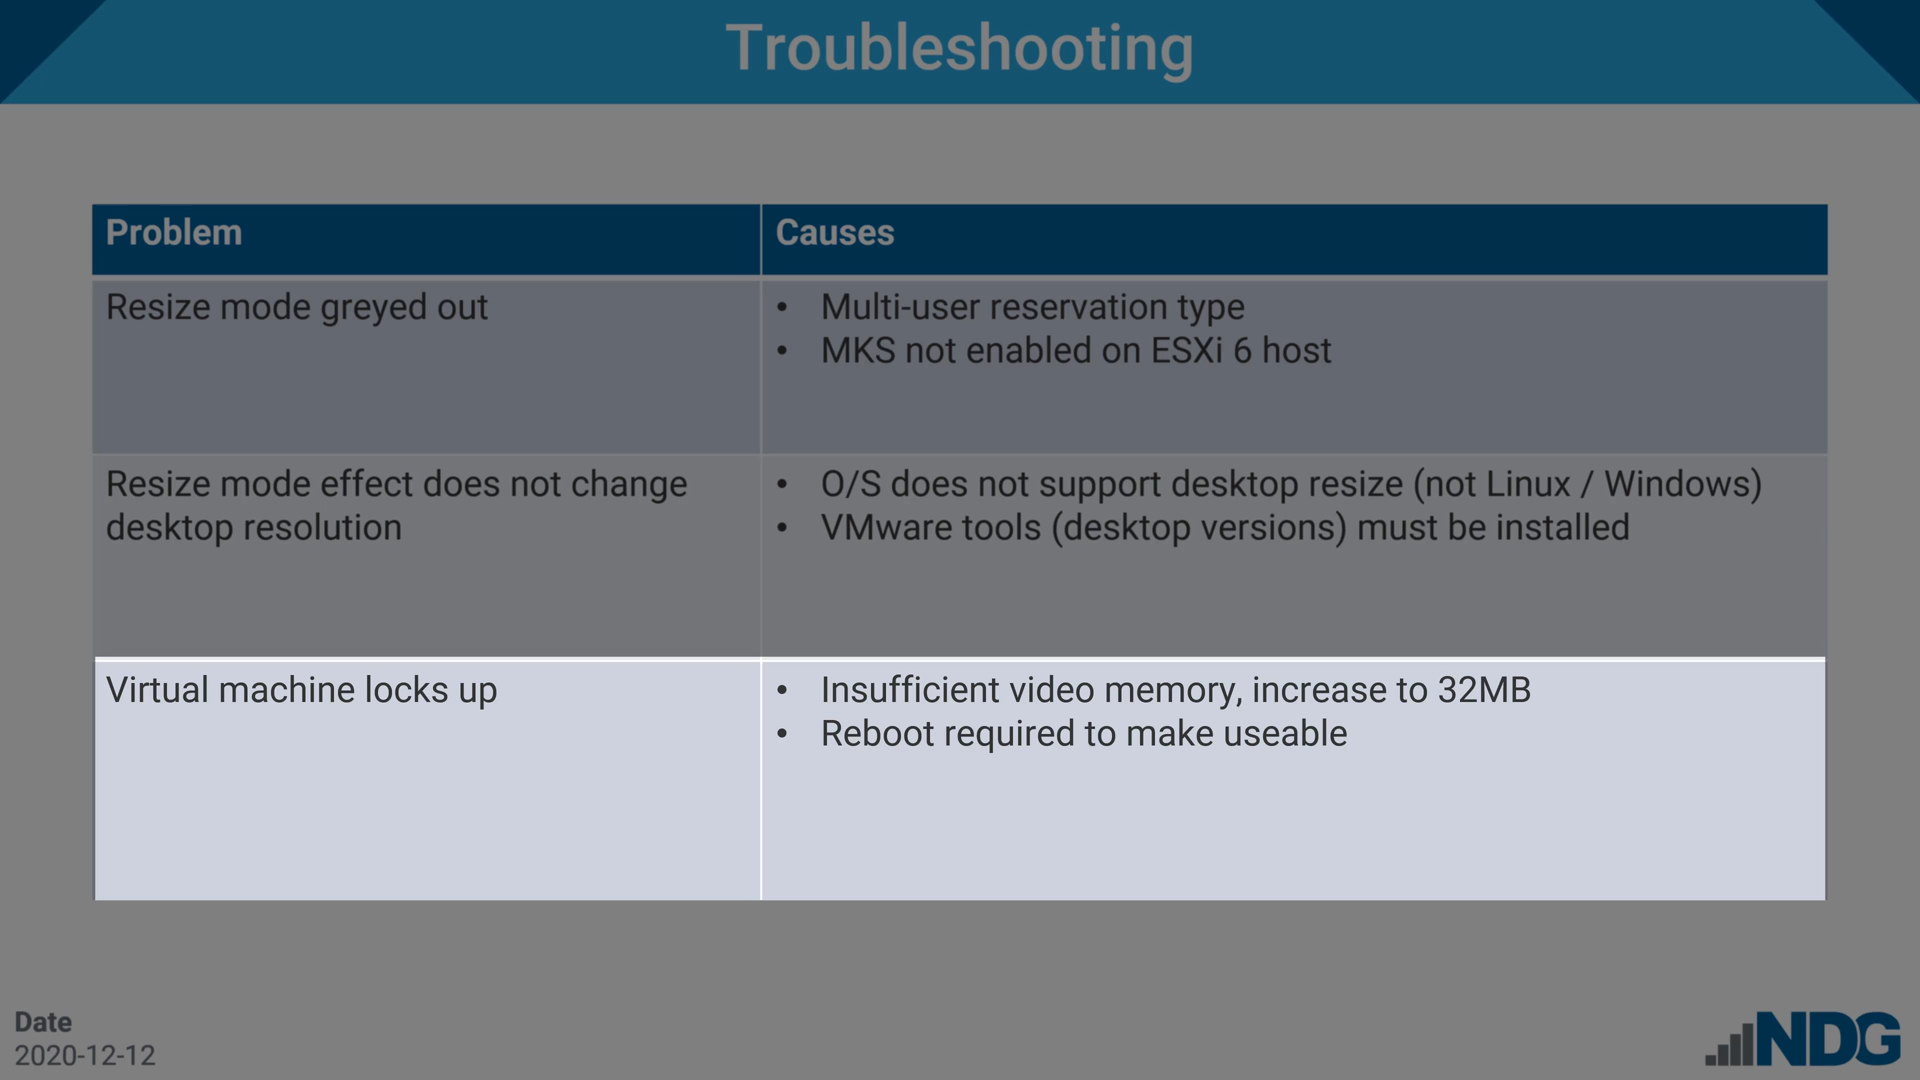 Troubleshooting
Problem
Causes
Resize mode greyed out
• Multi-user reservation type
• MKS not enabled on ESXi 6 host
Resize mode effect does not change
desktop resolution
• O/S does not support desktop resize (not Linux / Windows)
• VMware tools (desktop versions) must be installed
Virtual machine locks up
• Insufficient video memory, increase to 32MB
• Reboot required to make useable
Date
2020-12-12
NDG